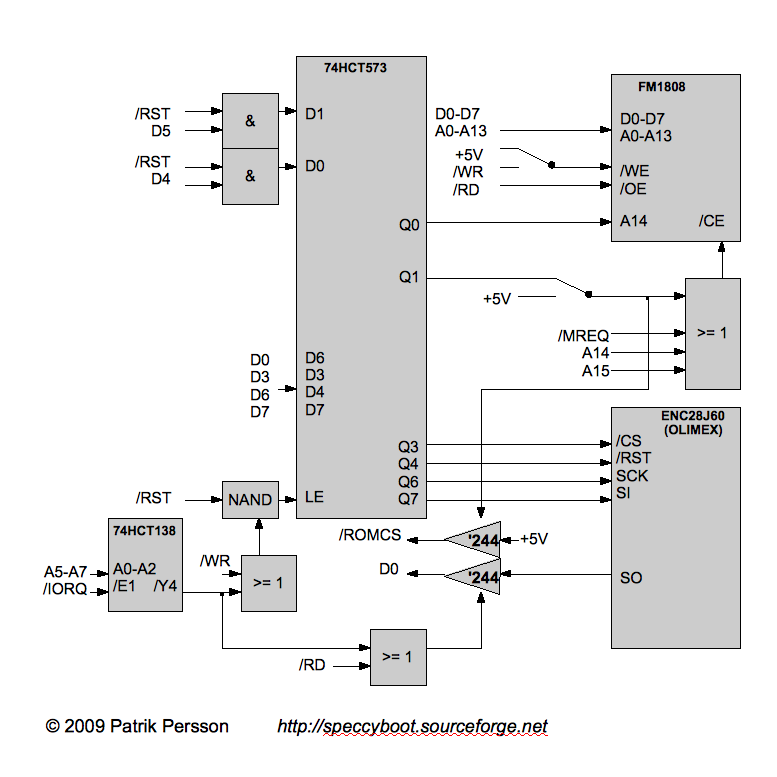 74HCT573
FM1808
/RST
D5
&
D1
/RST
D4
&
D0
D0-D7
A0-A13
+5V
/WR
/RD
D0-D7
A0-A13
/WE
/OE
A14
/CE
Q0
Q1
+5V
/MREQ
A14
A15
>= 1
D0
D3
D6
D7
D6
D3
D4
D7
ENC28J60
(OLIMEX)
Q3
Q4
Q6
Q7
/CS
/RST
SCK
SI
/RST
NAND
LE
74HCT138
A5-A7
/IORQ
A0-A2
/E1
/Y4
/WR
>= 1
/ROMCS
'244
+5V
D0
'244
SO
/RD
>= 1
© 2009 Patrik Persson
http://speccyboot.sourceforge.net